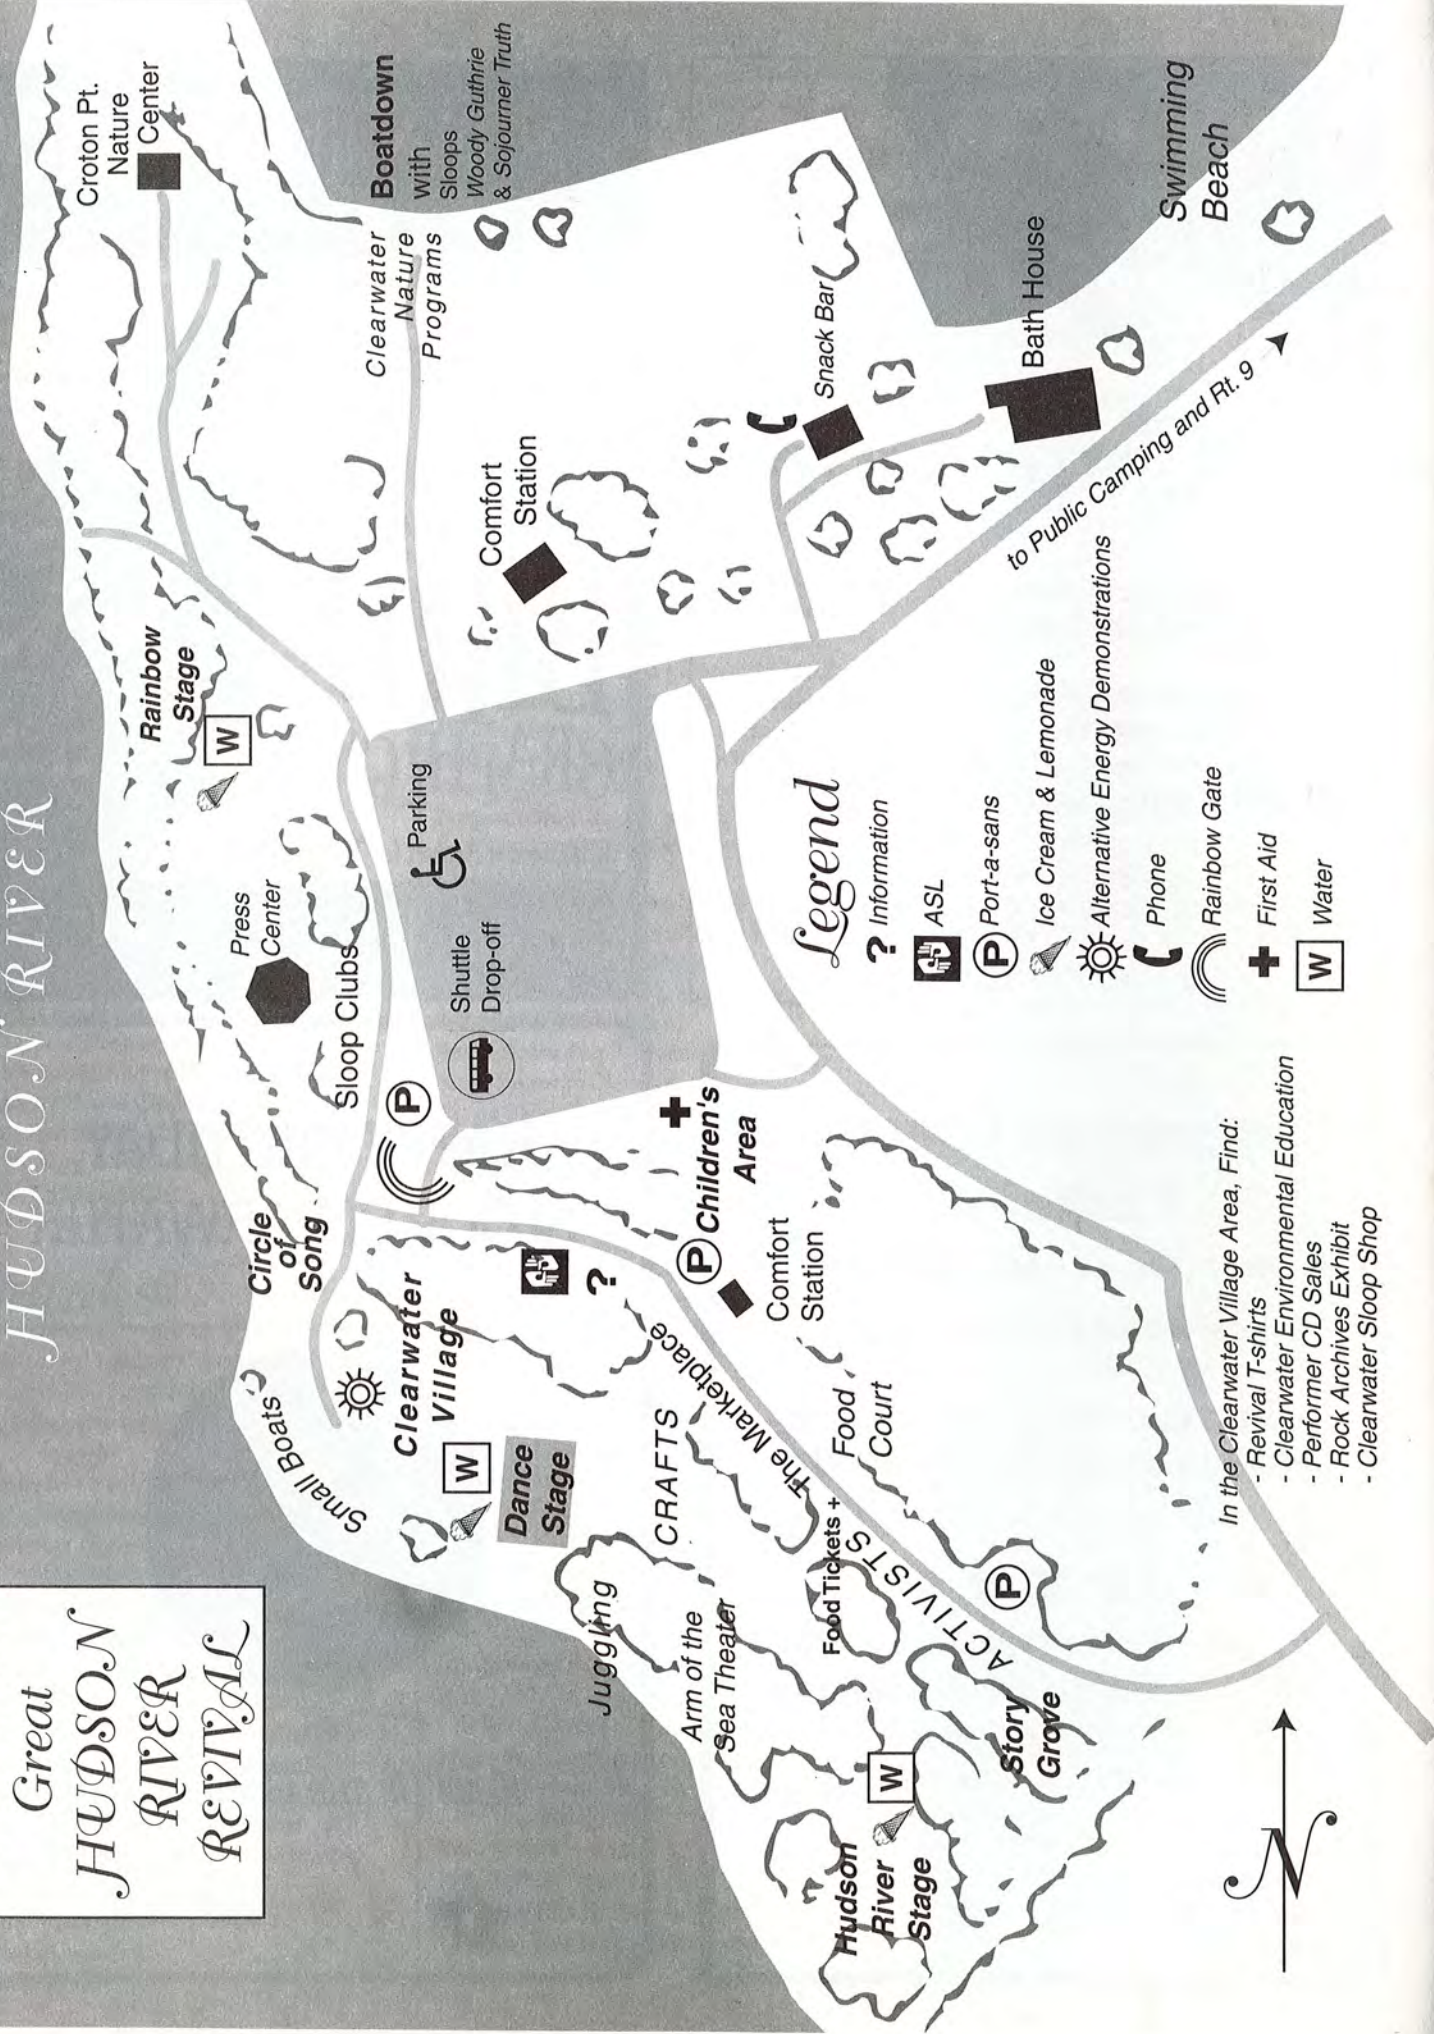 Great
HUDSON
RIVER
REVIVAL
HUDSON RIVER
Croton Pt.
Nature
Center
Boatdown
with
Sloops
Woody Guthrie
& Sojourner Truth
Clearwater
Nature
Programs
Rainbow
Stage
W
Press
Center
Sloop Clubs
Circle
of
Song
Small Boats
Clearwater
Village
W
Dance
Stage
Juggling
CRAFTS
Arm of the
Sea Theater
Hudson
River
Stage
W
Story
Grove
ACTIVISTS
Food Tickets +
The Marketplace
Food
Court
P
Comfort
Station
P
Children's
Area
?
P
Shuttle
Drop-off
Parking
Comfort
Station
Snack Bar
Bath House
Swimming
Beach
to Public Camping and Rt. 9
Legend
? Information
ASL
P Port-a-sans
Ice Cream & Lemonade
Alternative Energy Demonstrations
Phone
Rainbow Gate
First Aid
W Water
In the Clearwater Village Area, Find:
- Revival T-shirts
- Clearwater Environmental Education
- Performer CD Sales
- Rock Archives Exhibit
- Clearwater Sloop Shop
N